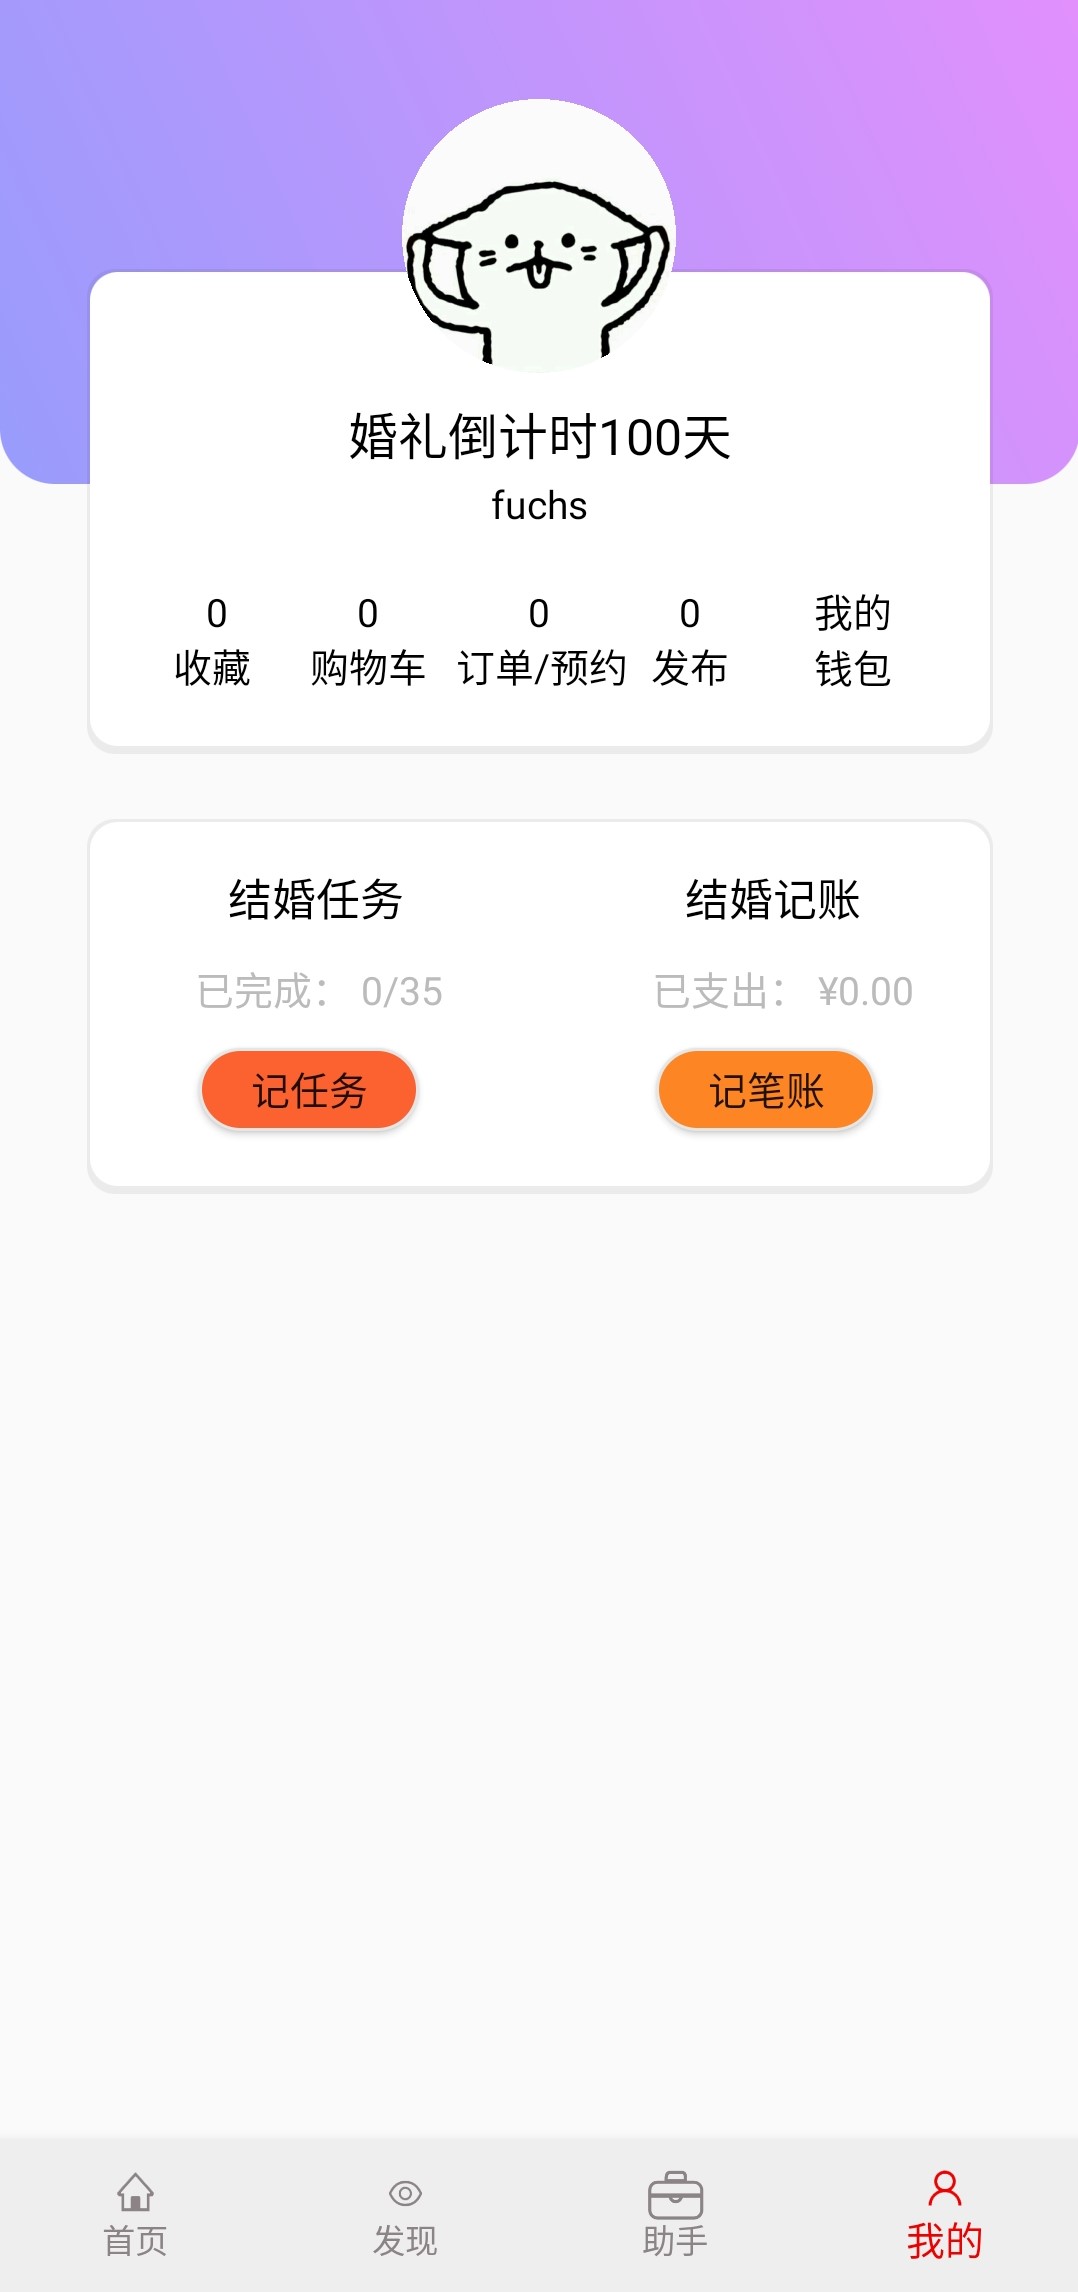 婚礼倒计时100天
fuchs
0 0 0 0 我的
收藏 购物车 订单/预约 发布 钱包
结婚任务 结婚记账
已完成： 0/35 已支出： ¥0.00
记任务 记笔账
首页 发现 助手 我的